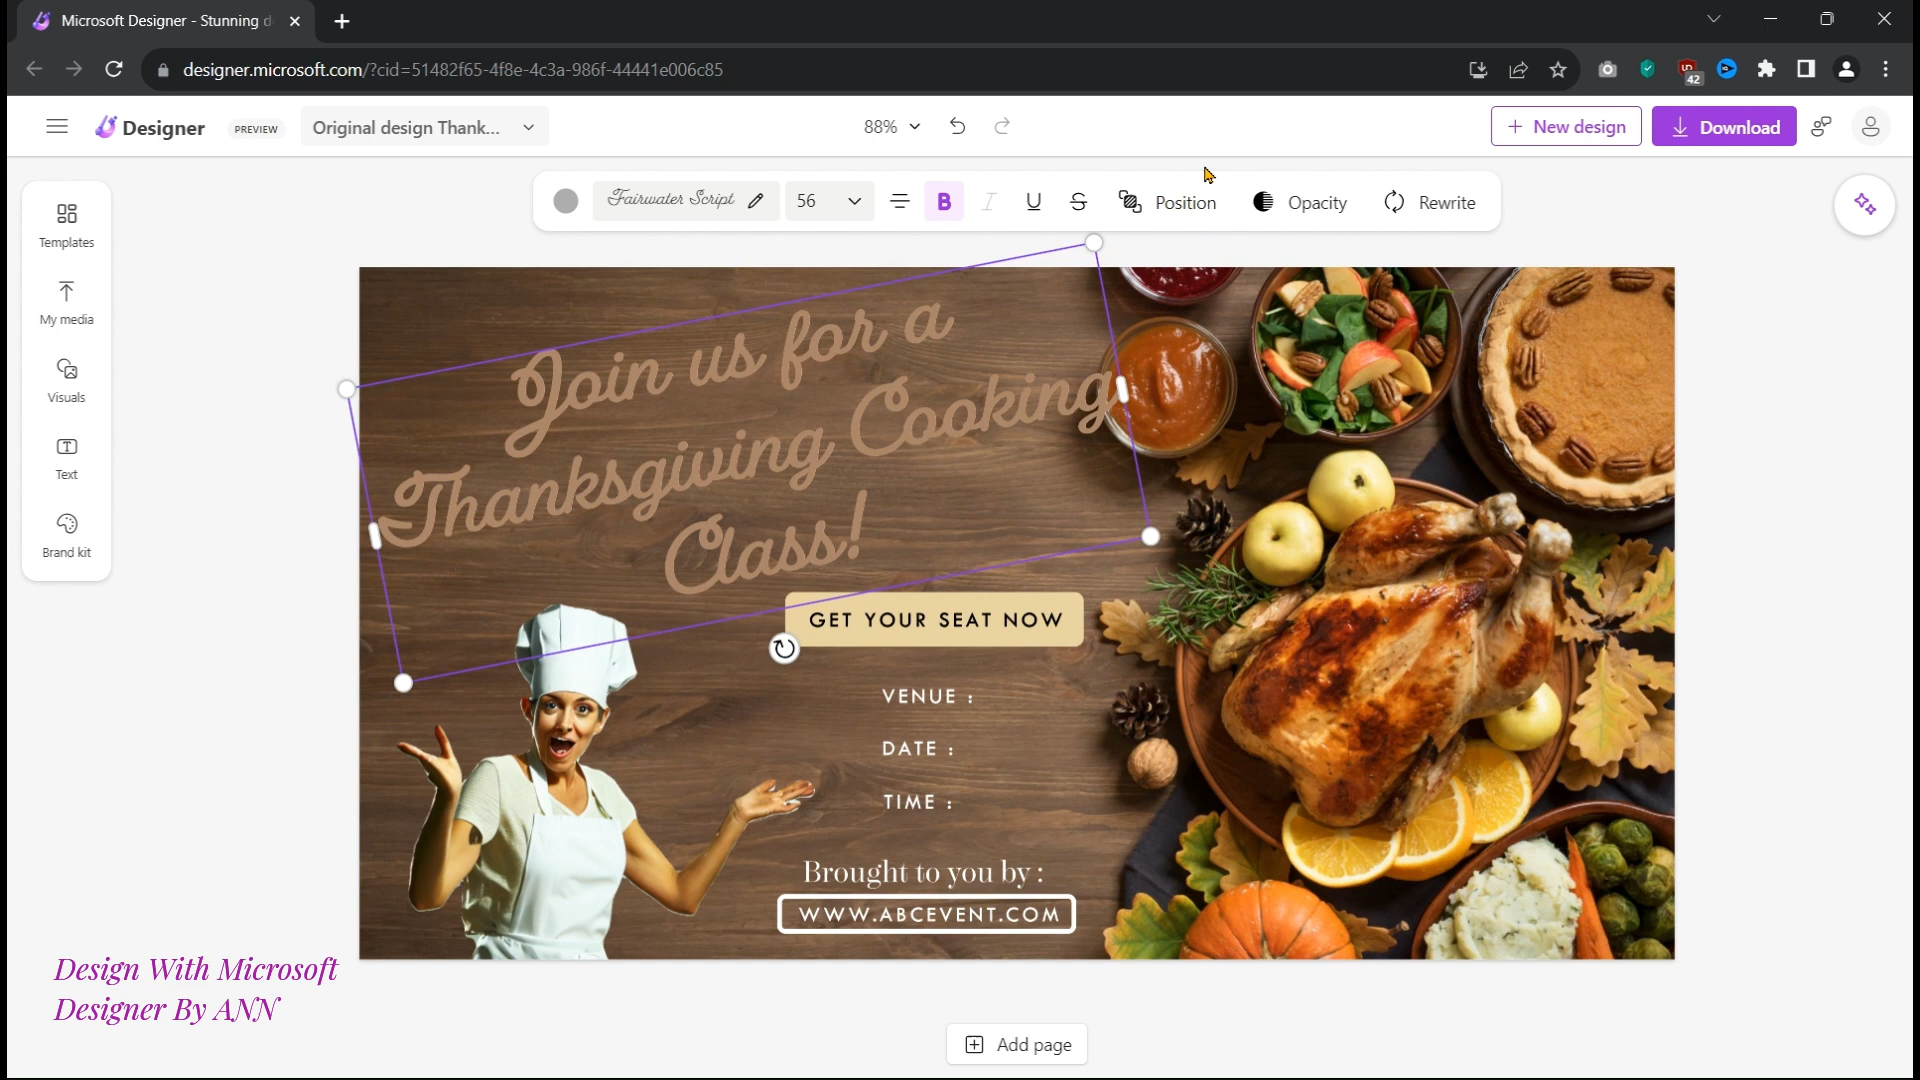 Microsoft Designer - Stunning d
designer.microsoft.com/?cid=51482f65-4f8e-4c3a-986f-44441e006c85
42
Designer PREVIEW Original design Thank... 88% New design Download
Fairwater Script 56 B Position Opacity Rewrite
Templates
My media
Visuals
Text
Brand kit
Join us for a
Thanksgiving Cooking
Class!
GET YOUR SEAT NOW
VENUE :
DATE :
TIME :
Brought to you by :
WWW.ABCEVENT.COM
Design With Microsoft
Designer By ANN
Add page